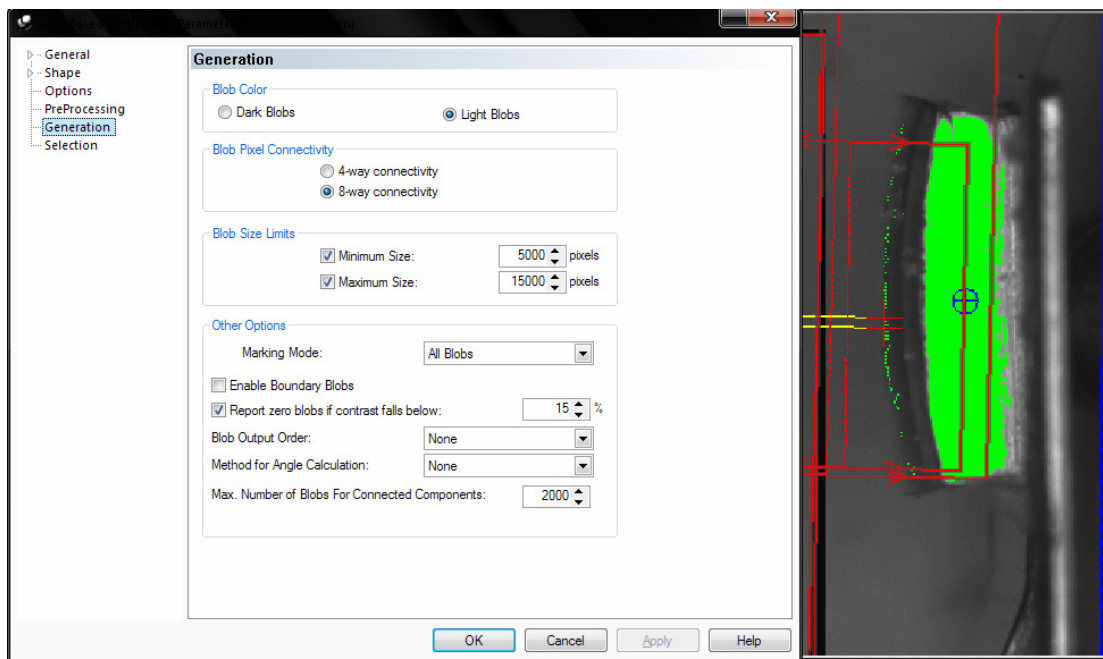 General
Shape
Options
PreProcessing
Generation
Selection
Generation
Blob Color
Dark Blobs
Light Blobs
Blob Pixel Connectivity
4-way connectivity
8-way connectivity
Blob Size Limits
Minimum Size: 5000 pixels
Maximum Size: 15000 pixels
Other Options
Marking Mode: All Blobs
Enable Boundary Blobs
Report zero blobs if contrast falls below: 15 %
Blob Output Order: None
Method for Angle Calculation: None
Max. Number of Blobs For Connected Components: 2000
OK Cancel Apply Help